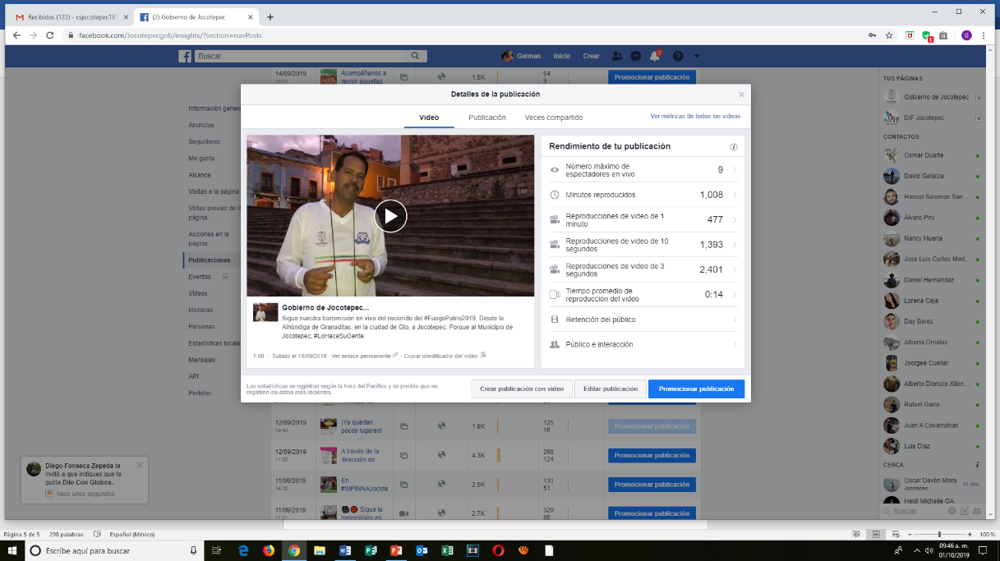 Recibidos (122) - csjocotepec182
(2) Gobierno de Jocotepec
facebook.com/Jocotepecgob/insights/?section=navPosts
Buscar
German
Inicio
Crear
2
14/09/2019
Acompáñanos a
revivir aquellas
1.5K
64
9
Promocionar publicación
Información genera
Anuncios
Seguidores
Me gusta
Alcance
Visitas a la página
Vistas previas de la
página
Acciones en la
página
Publicaciones
Eventos
Videos
Historias
Personas
Estadísticas locale
Mensajes
API
Pedidos
Detalles de la publicación
Video
Publicación
Veces compartido
Ver métricas de todos los videos
35
Gobierno de Jocotepec...
Sigue nuestra transmisión en vivo del recorrido del #FuegoPatrio2019. Desde la
Alhóndiga de Granaditas, en la ciudad de Gto, a Jocotepec. Porque al Municipio de
Jocotepec, #LoHaceSuGente.
1:00 · Subido el 14/09/2019 · Ver enlace permanente · Copiar identificador del video
Rendimiento de tu publicación
Número máximo de
espectadores en vivo
9
Minutos reproducidos
1,008
Reproducciones de video de 1
minuto
477
Reproducciones de video de 10
segundos
1,393
Reproducciones de video de 3
segundos
2,401
Tiempo promedio de
reproducción del video
0:14
Retención del público
Público e interacción
Las estadísticas se registran según la hora del Pacífico y es posible que no
registren los datos más recientes.
Crear publicación con video
Editar publicación
Promocionar publicación
12/09/2019
19:40
¡Ya quedan
pocos lugares!
1.9K
125
16
Promocionar publicación
12/09/2019
11:09
A través de la
dirección de
4.3K
298
124
Promocionar publicación
11/09/2019
14:30
En
#SIPINNAJocote
2.5K
131
51
Promocionar publicación
11/09/2019
Sigue la
transmisión en
2.7K
320
88
Promocionar publicación
Diego Fonseca Zepeda te
invitó a que indiques que te
gusta Dilo Con Globos..
hace unos segundos
TUS PÁGINAS
Gobierno de Jocotepec
DIF Jocotepec
CONTACTOS
Osmar Duarte
David Galarza
Hansel Salomon San...
Álvaro Piru
Nancy Huerta
Jose Luis Cortes Mart...
Daniel Hernandez
Lorena Ceja
Day Barez
Alberto Ornelas
Joorgee Cuellar
Alberto Dionicio Xilon...
Rafael Garlo
Juan A Covarrubias
Luis Diaz
CERCA
Oscar Devón Mora
Jocotepec
11 min
Heidi Michelle GA
Buscar
Página 5 de 5
298 palabras
Español (México)
100 %
Escribe aquí para buscar
09:46 a. m.
01/10/2019